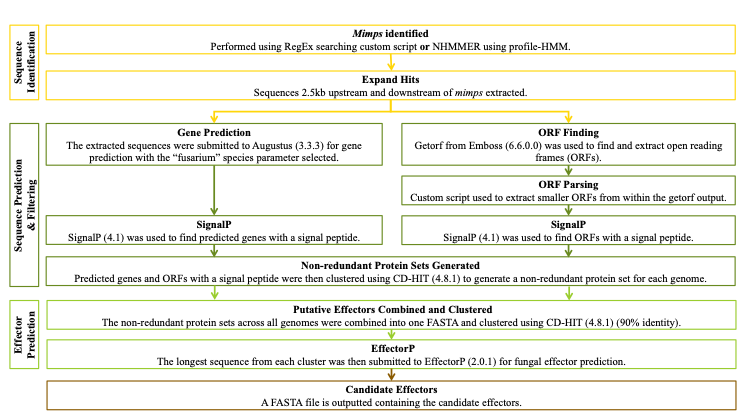 Sequence
Identification
Mimps identified
Performed using RegEx searching custom script or NHMMER using profile-HMM.
Expand Hits
Sequences 2.5kb upstream and downstream of mimps extracted.
Sequence Prediction
& Filtering
Gene Prediction
The extracted sequences were submitted to Augustus (3.3.3) for gene
prediction with the “fusarium” species parameter selected.
ORF Finding
Getorf from Emboss (6.6.0.0) was used to find and extract open reading
frames (ORFs).
ORF Parsing
Custom script used to extract smaller ORFs from within the getorf output.
SignalP
SignalP (4.1) was used to find predicted genes with a signal peptide.
SignalP
SignalP (4.1) was used to find ORFs with a signal peptide.
Non-redundant Protein Sets Generated
Predicted genes and ORFs with a signal peptide were then clustered using CD-HIT (4.8.1) to generate a non-redundant protein set for each genome.
Effector
Prediction
Putative Effectors Combined and Clustered
The non-redundant protein sets across all genomes were combined into one FASTA and clustered using CD-HIT (4.8.1) (90% identity).
EffectorP
The longest sequence from each cluster was then submitted to EffectorP (2.0.1) for fungal effector prediction.
Candidate Effectors
A FASTA file is outputted containing the candidate effectors.